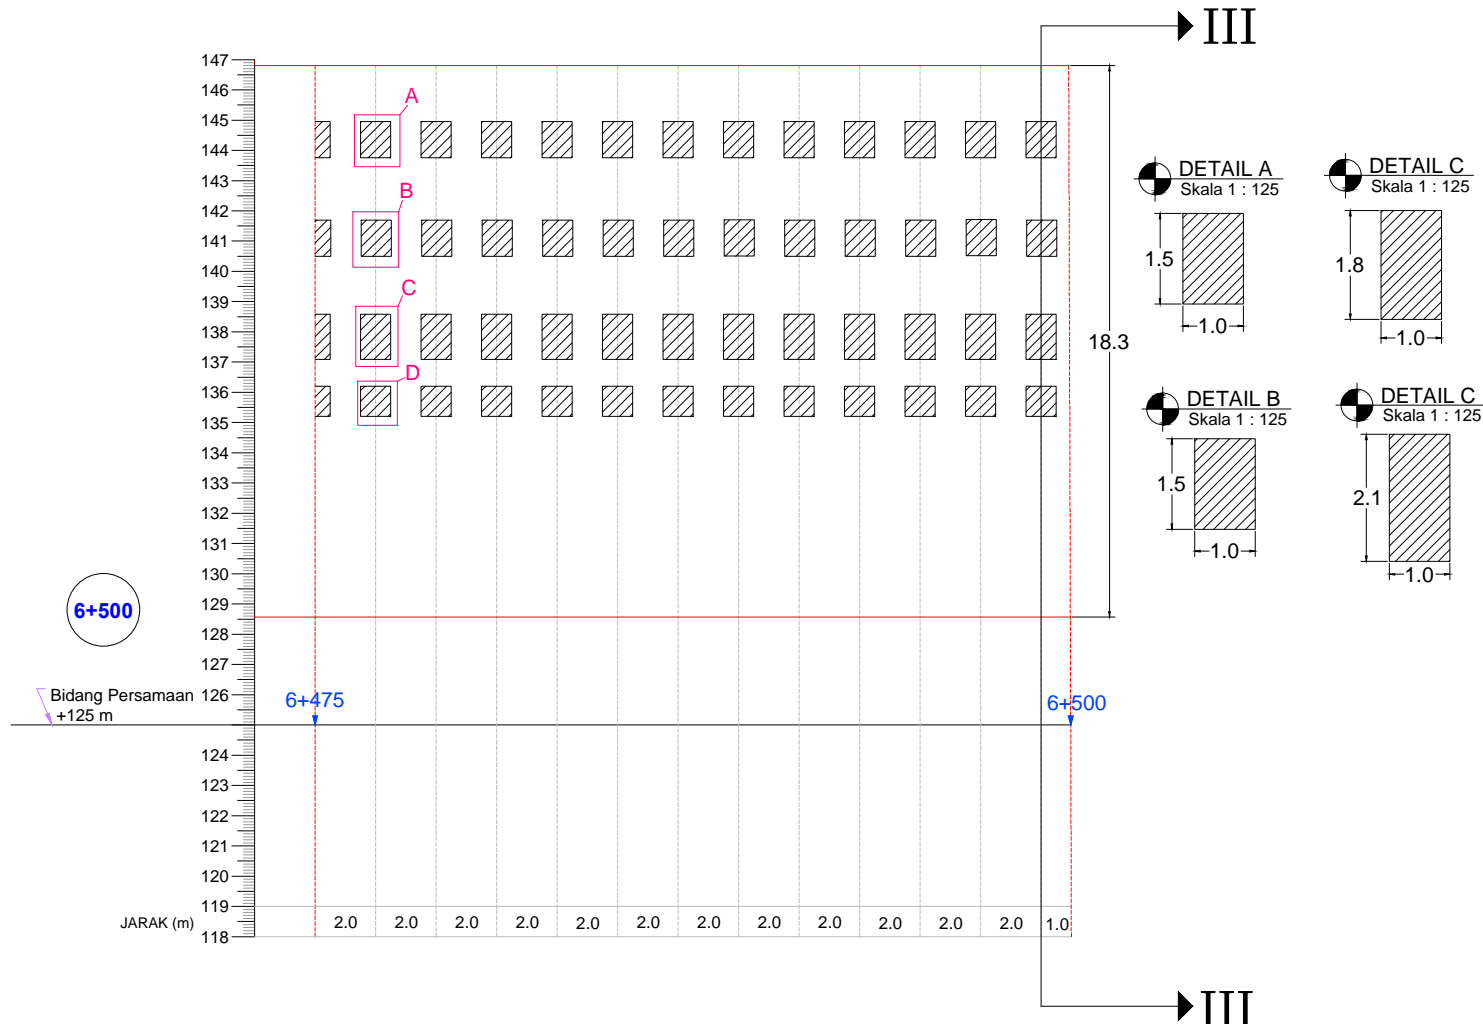 III
147
146
145
144
143
142
141
140
139
138
137
136
135
134
133
132
131
130
129
128
127
126
124
123
122
121
120
119
118
A
B
C
D
18.3
DETAIL A
Skala 1 : 125
1.5
1.0
DETAIL C
Skala 1 : 125
1.8
1.0
DETAIL B
Skala 1 : 125
1.5
1.0
DETAIL C
Skala 1 : 125
2.1
1.0
6+500
Bidang Persamaan
+125 m
6+475
6+500
JARAK (m)
2.0 2.0 2.0 2.0 2.0 2.0 2.0 2.0 2.0 2.0 2.0 2.0 1.0
III